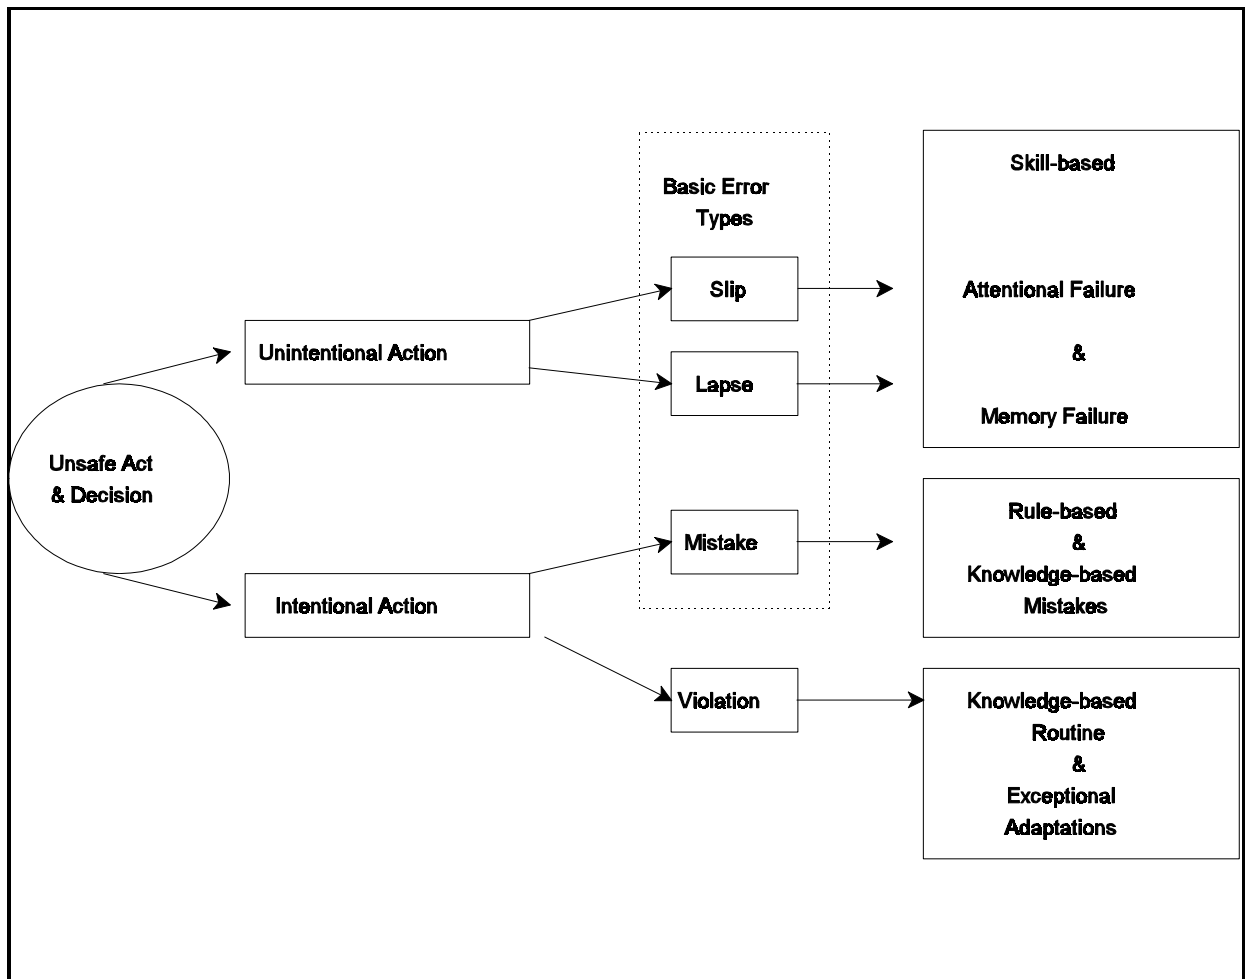 Unsafe Act
& Decision
Unintentional Action
Intentional Action
Basic Error
Types
Slip
Lapse
Mistake
Violation
Skill-based
Attentional Failure
&
Memory Failure
Rule-based
&
Knowledge-based
Mistakes
Knowledge-based
Routine
&
Exceptional
Adaptations